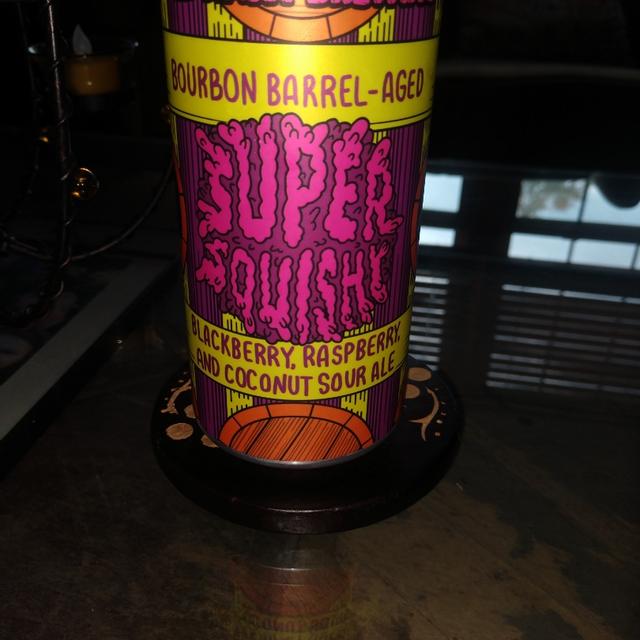 BOURBON BARREL-AGED
SUPER
SQUISHY
BLACKBERRY, RASPBERRY,
AND COCONUT SOUR ALE